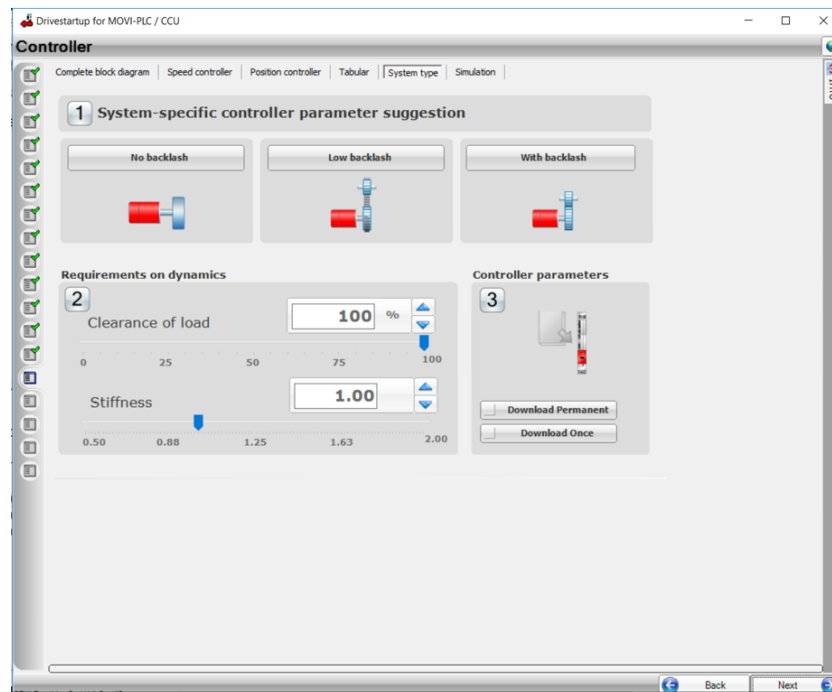 Drivestartup for MOVI-PLC / CCU
Controller
Complete block diagram Speed controller Position controller Tabular System type Simulation
1 System-specific controller parameter suggestion
No backlash Low backlash With backlash
Requirements on dynamics Controller parameters
2 3
Clearance of load 100 %
0 25 50 75 100
Stiffness 1.00
0.50 0.88 1.25 1.63 2.00
Download Permanent
Download Once
Back Next